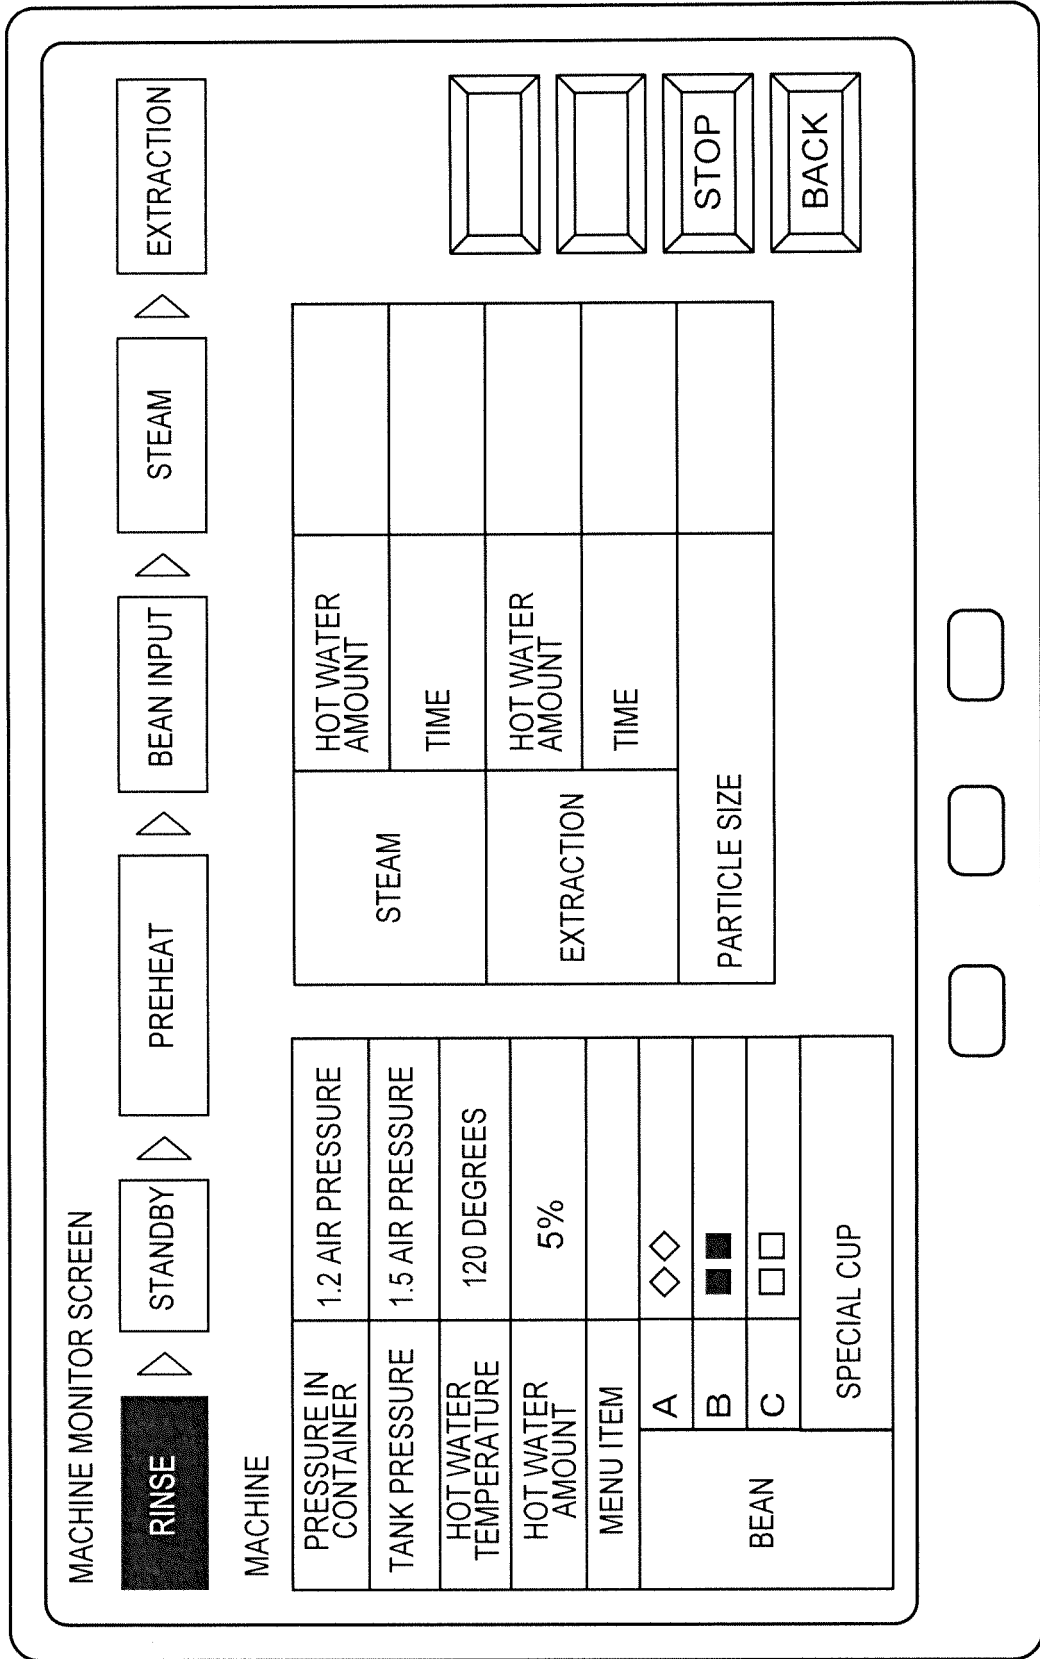 MACHINE MONITOR SCREEN
RINSE ▷ STANDBY ▷ PREHEAT ▷ BEAN INPUT ▷ STEAM ▷ EXTRACTION
MACHINE
PRESSURE IN
CONTAINER
1.2 AIR PRESSURE
TANK PRESSURE
1.5 AIR PRESSURE
HOT WATER
TEMPERATURE
120 DEGREES
HOT WATER
AMOUNT
5%
MENU ITEM
BEAN
A ◇◇
B ■■
C □□
SPECIAL CUP
STEAM
HOT WATER
AMOUNT
TIME
EXTRACTION
HOT WATER
AMOUNT
TIME
PARTICLE SIZE
STOP
BACK